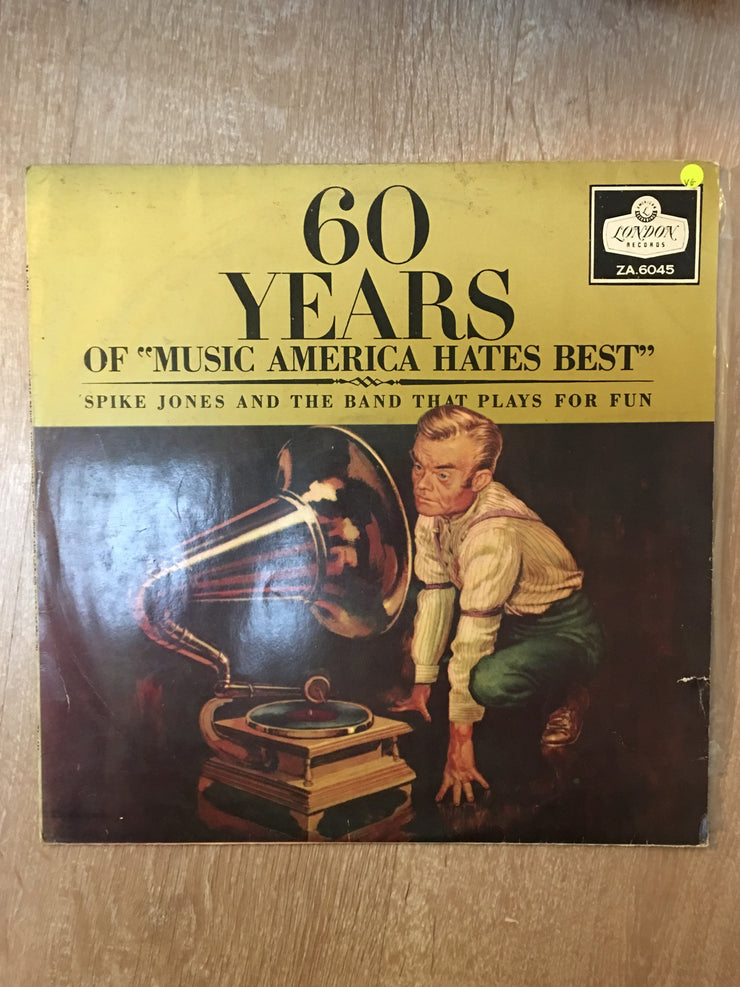 60
YEARS
OF “MUSIC AMERICA HATES BEST”
SPIKE JONES AND THE BAND THAT PLAYS FOR FUN
VG
LONDON
RECORDS
ZA.6045